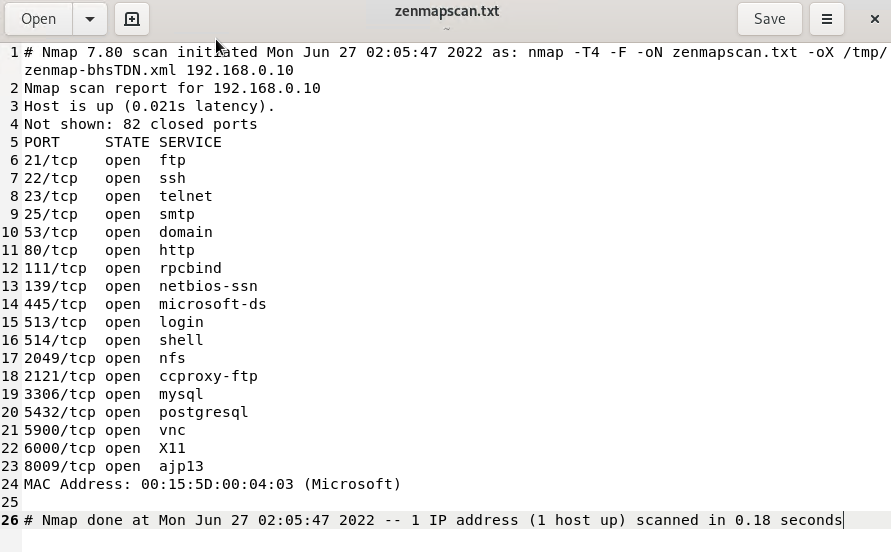 Open
zenmapscan.txt
~
Save
1 # Nmap 7.80 scan initiated Mon Jun 27 02:05:47 2022 as: nmap -T4 -F -oN zenmapscan.txt -oX /tmp/
zenmap-bhsTDN.xml 192.168.0.10
2 Nmap scan report for 192.168.0.10
3 Host is up (0.021s latency).
4 Not shown: 82 closed ports
5 PORT     STATE SERVICE
6 21/tcp   open  ftp
7 22/tcp   open  ssh
8 23/tcp   open  telnet
9 25/tcp   open  smtp
10 53/tcp   open  domain
11 80/tcp   open  http
12 111/tcp  open  rpcbind
13 139/tcp  open  netbios-ssn
14 445/tcp  open  microsoft-ds
15 513/tcp  open  login
16 514/tcp  open  shell
17 2049/tcp open  nfs
18 2121/tcp open  ccproxy-ftp
19 3306/tcp open  mysql
20 5432/tcp open  postgresql
21 5900/tcp open  vnc
22 6000/tcp open  X11
23 8009/tcp open  ajp13
24 MAC Address: 00:15:5D:00:04:03 (Microsoft)
25
26 # Nmap done at Mon Jun 27 02:05:47 2022 -- 1 IP address (1 host up) scanned in 0.18 seconds